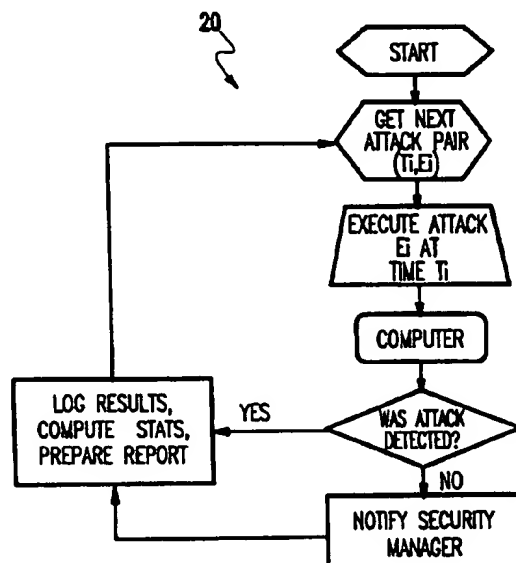 20
START
GET NEXT
ATTACK PAIR
(Ti,Ei)
EXECUTE ATTACK
Ei AT
TIME Ti
COMPUTER
WAS ATTACK
DETECTED?
YES
LOG RESULTS,
COMPUTE STATS,
PREPARE REPORT
NO
NOTIFY SECURITY
MANAGER